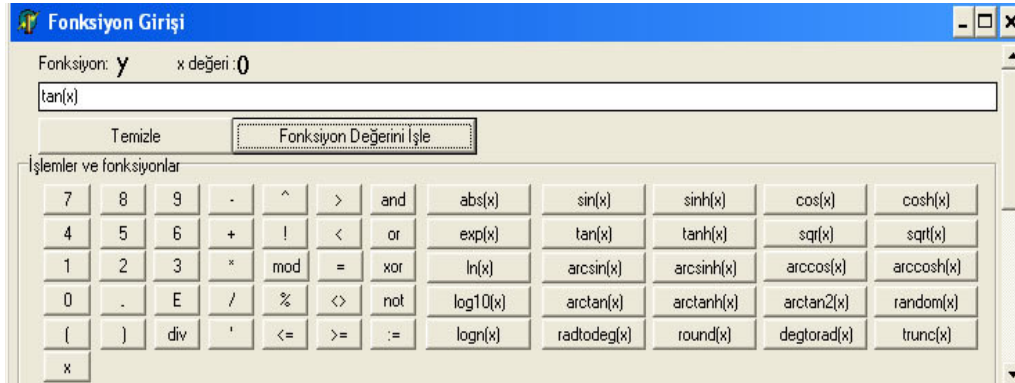 Fonksiyon Girişi
Fonksiyon: y x değeri :()
tan(x)
Temizle Fonksiyon Değerini İşle
İşlemler ve fonksiyonlar
7 8 9 - ^ > and abs(x) sin(x) sinh(x) cos(x) cosh(x)
4 5 6 + ! < or exp(x) tan(x) tanh(x) sqr(x) sqrt(x)
1 2 3 * mod = xor ln(x) arcsin(x) arcsinh(x) arccos(x) arccosh(x)
0 . E / % <> not log10(x) arctan(x) arctanh(x) arctan2(x) random(x)
( ) div ' <= >= := logn(x) radtodeg(x) round(x) degtorad(x) trunc(x)
x